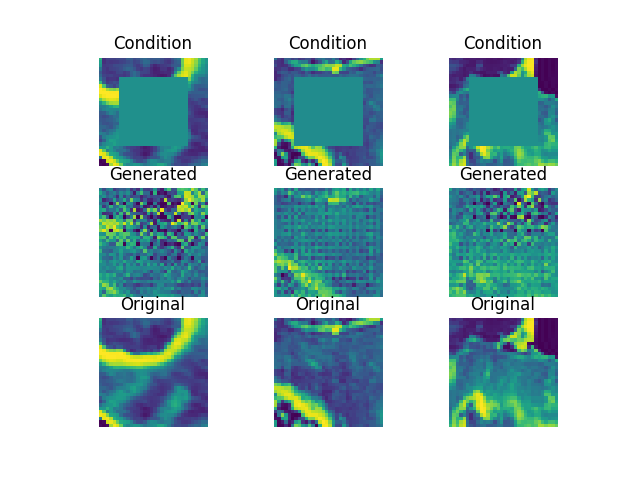 Condition Condition Condition
Generated Generated Generated
Original Original Original